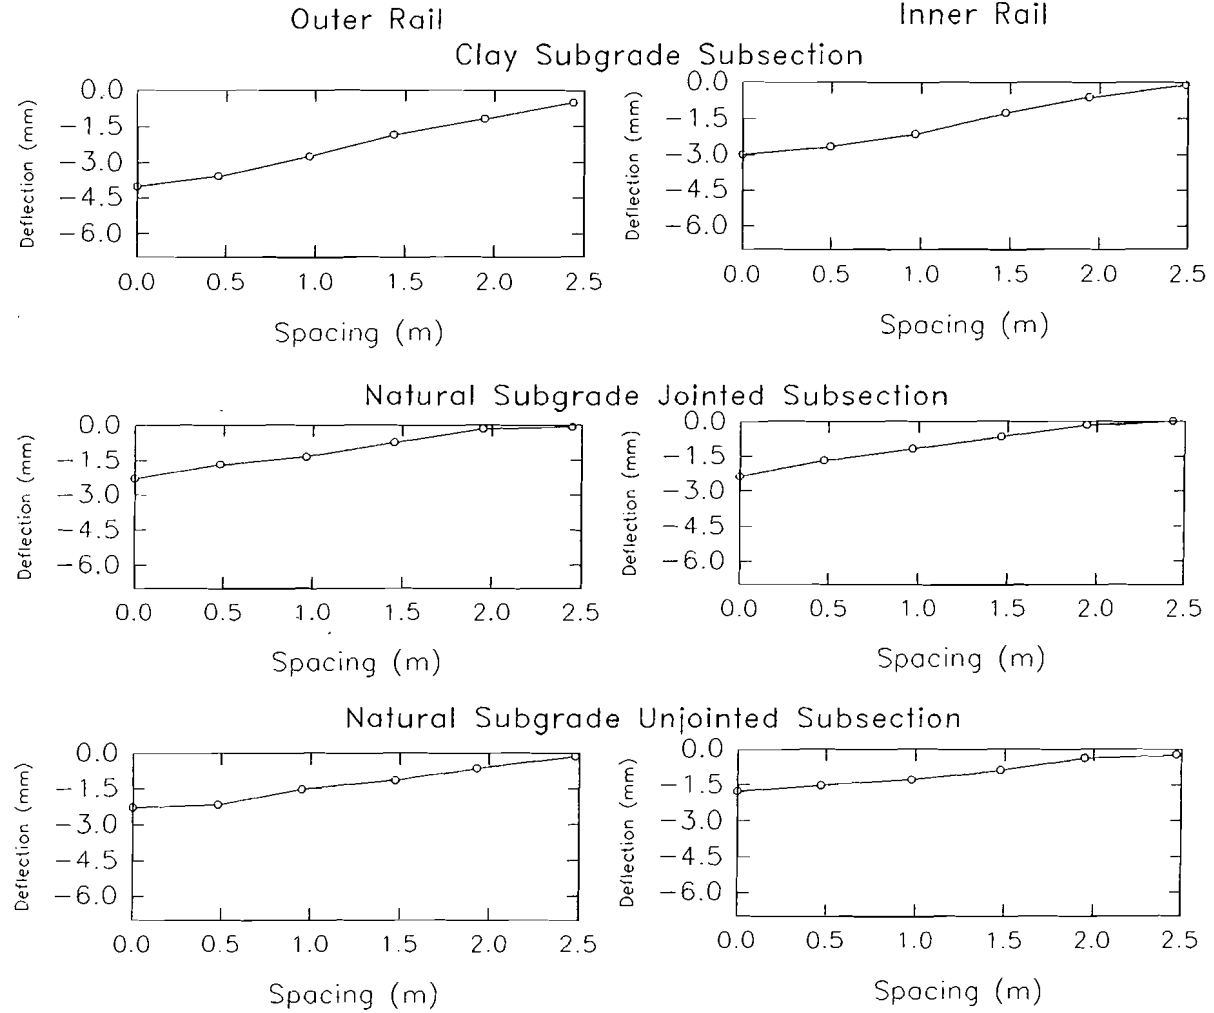 Outer Rail
Inner Rail
Clay Subgrade Subsection
Deflection (mm)
0.0
−1.5
−3.0
−4.5
−6.0
0.0 0.5 1.0 1.5 2.0 2.5
Spacing (m)
Deflection (mm)
0.0
−1.5
−3.0
−4.5
−6.0
0.0 0.5 1.0 1.5 2.0 2.5
Spacing (m)
Natural Subgrade Jointed Subsection
Deflection (mm)
0.0
−1.5
−3.0
−4.5
−6.0
0.0 0.5 1.0 1.5 2.0 2.5
Spacing (m)
Deflection (mm)
0.0
−1.5
−3.0
−4.5
−6.0
0.0 0.5 1.0 1.5 2.0 2.5
Spacing (m)
Natural Subgrade Unjointed Subsection
Deflection (mm)
0.0
−1.5
−3.0
−4.5
−6.0
0.0 0.5 1.0 1.5 2.0 2.5
Spacing (m)
Deflection (mm)
0.0
−1.5
−3.0
−4.5
−6.0
0.0 0.5 1.0 1.5 2.0 2.5
Spacing (m)